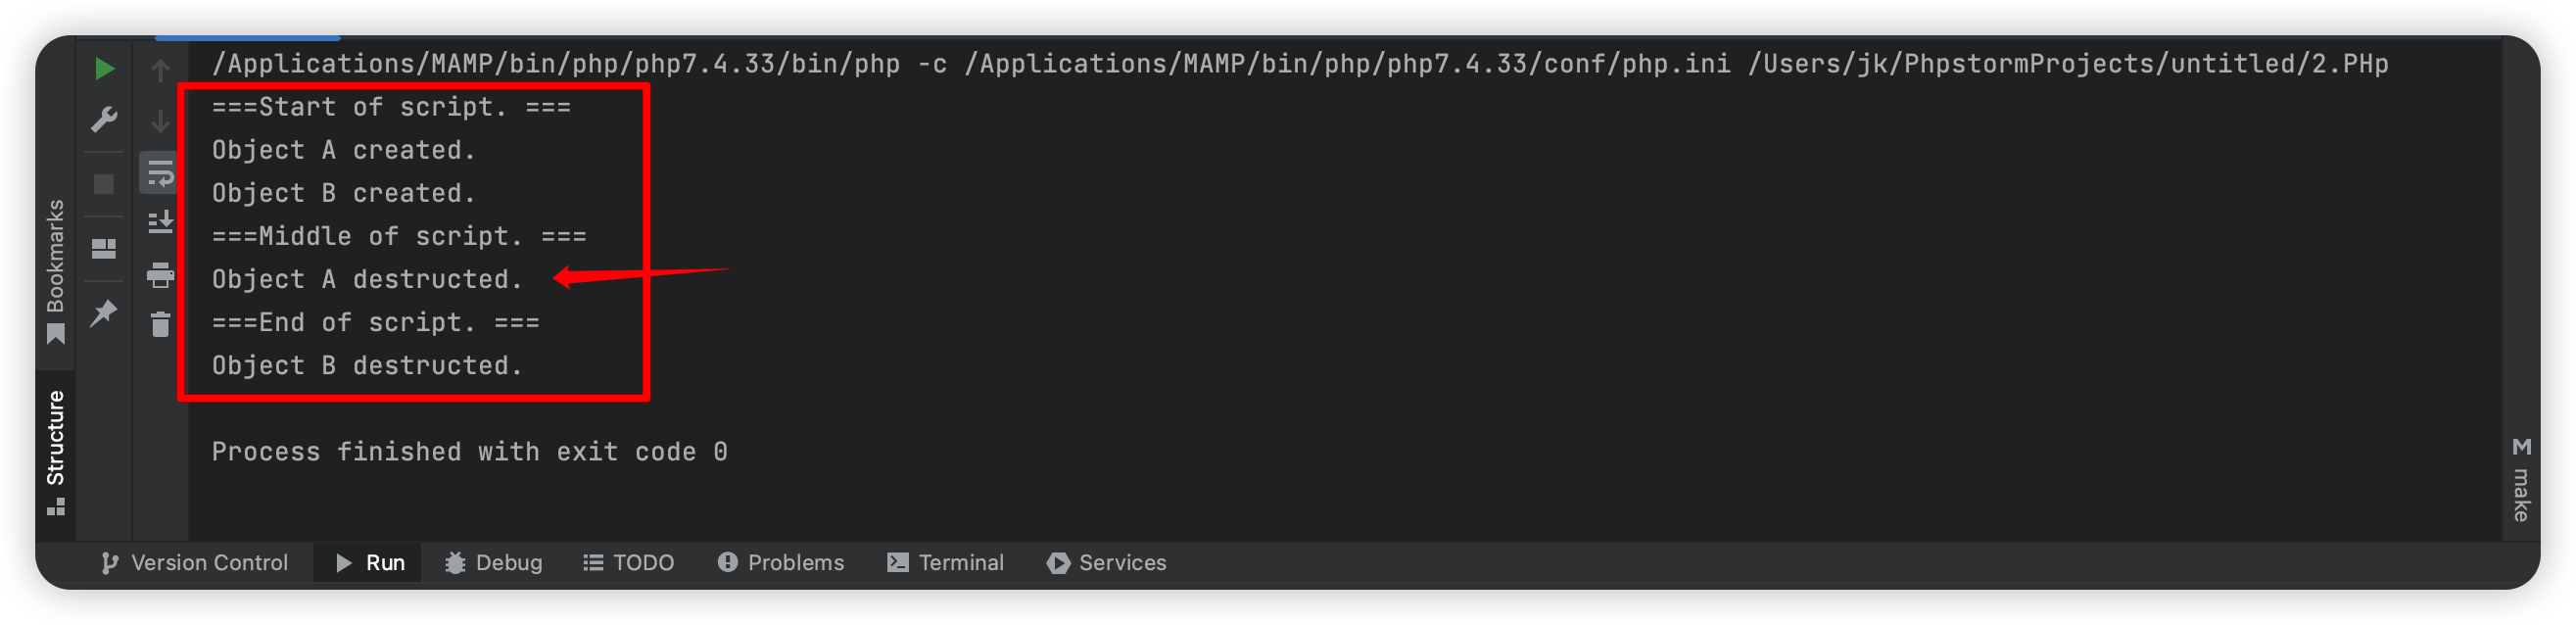 /Applications/MAMP/bin/php/php7.4.33/bin/php -c /Applications/MAMP/bin/php/php7.4.33/conf/php.ini /Users/jk/PhpstormProjects/untitled/2.PHp
===Start of script. ===
Object A created.
Object B created.
===Middle of script. ===
Object A destructed.
===End of script. ===
Object B destructed.
Process finished with exit code 0
Bookmarks
Structure
M make
Version Control
Run
Debug
TODO
Problems
Terminal
Services